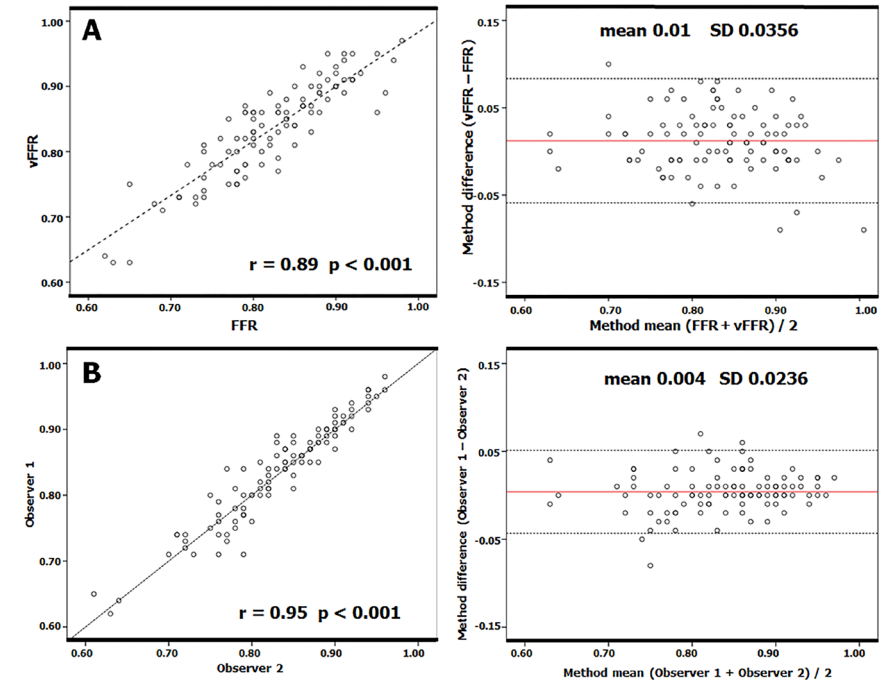 A
1.00
0.90
0.80
0.70
0.60
vFFR
r = 0.89 p < 0.001
0.60 0.70 0.80 0.90 1.00
FFR
mean 0.01 SD 0.0356
0.15
0.05
-0.05
-0.15
Method difference (vFFR – FFR)
0.60 0.70 0.80 0.90 1.00
Method mean (FFR + vFFR) / 2
B
1.00
0.90
0.80
0.70
0.60
Observer 1
r = 0.95 p < 0.001
0.60 0.70 0.80 0.90 1.00
Observer 2
mean 0.004 SD 0.0236
0.15
0.05
-0.05
-0.15
Method difference (Observer 1 – Observer 2)
0.60 0.70 0.80 0.90 1.00
Method mean (Observer 1 + Observer 2) / 2